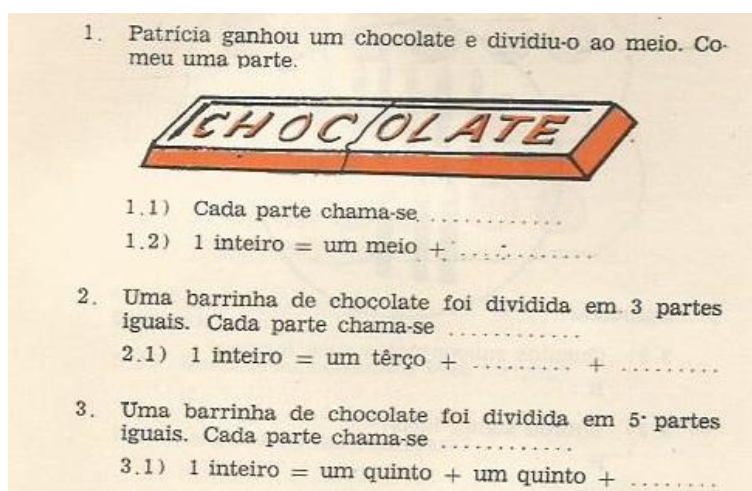 1. Patrícia ganhou um chocolate e dividiu-o ao meio. Co-
meu uma parte.
CHOCOLATE
1.1) Cada parte chama-se ............
1.2) 1 inteiro = um meio + ............
2. Uma barrinha de chocolate foi dividida em 3 partes
iguais. Cada parte chama-se ............
2.1) 1 inteiro = um têrço + ......... + .........
3. Uma barrinha de chocolate foi dividida em 5 partes
iguais. Cada parte chama-se ............
3.1) 1 inteiro = um quinto + um quinto + ........